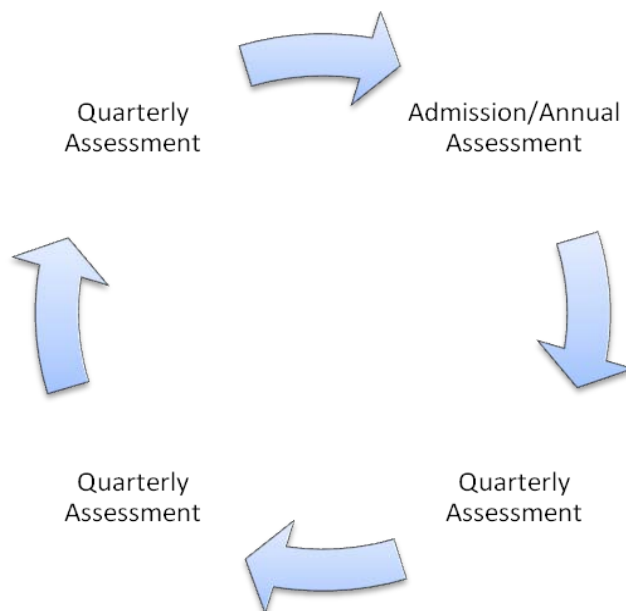 Quarterly
Assessment
Admission/Annual
Assessment
Quarterly
Assessment
Quarterly
Assessment